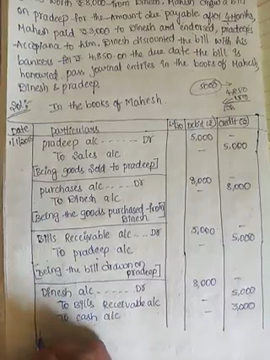 worth ₹8,000 from Dinesh, Mahesh drew a bill
on pradeep for the amount due payable after 4 months,
Mahesh paid ₹3,000 to Dinesh and endorsed, pradeep's
Acceptance to him. Dinesh discounted the bill with his
bankers for ₹ 4,850 on the due date the bill is
honoured pass journal entries in the books of Mahesh,
Dinesh & pradeep.
5000
4,850
In the books of Mahesh.
Date particulars L.F.no Debit (₹) Credit (₹)
pradeep a/c ---- Dr 5,000 -
To Sales a/c - 5,000
[Being goods sold to pradeep]
purchases a/c ---- Dr 8,000 -
To Dinesh a/c - 8,000
[Being the goods purchased from
Dinesh]
Bills Receivable a/c --- Dr 5,000 -
To pradeep a/c - 5,000
[Being the bill drawn on
pradeep]
Dinesh a/c ------ Dr 8,000 -
To Bills Receivable a/c - 5,000
To cash a/c - 3,000